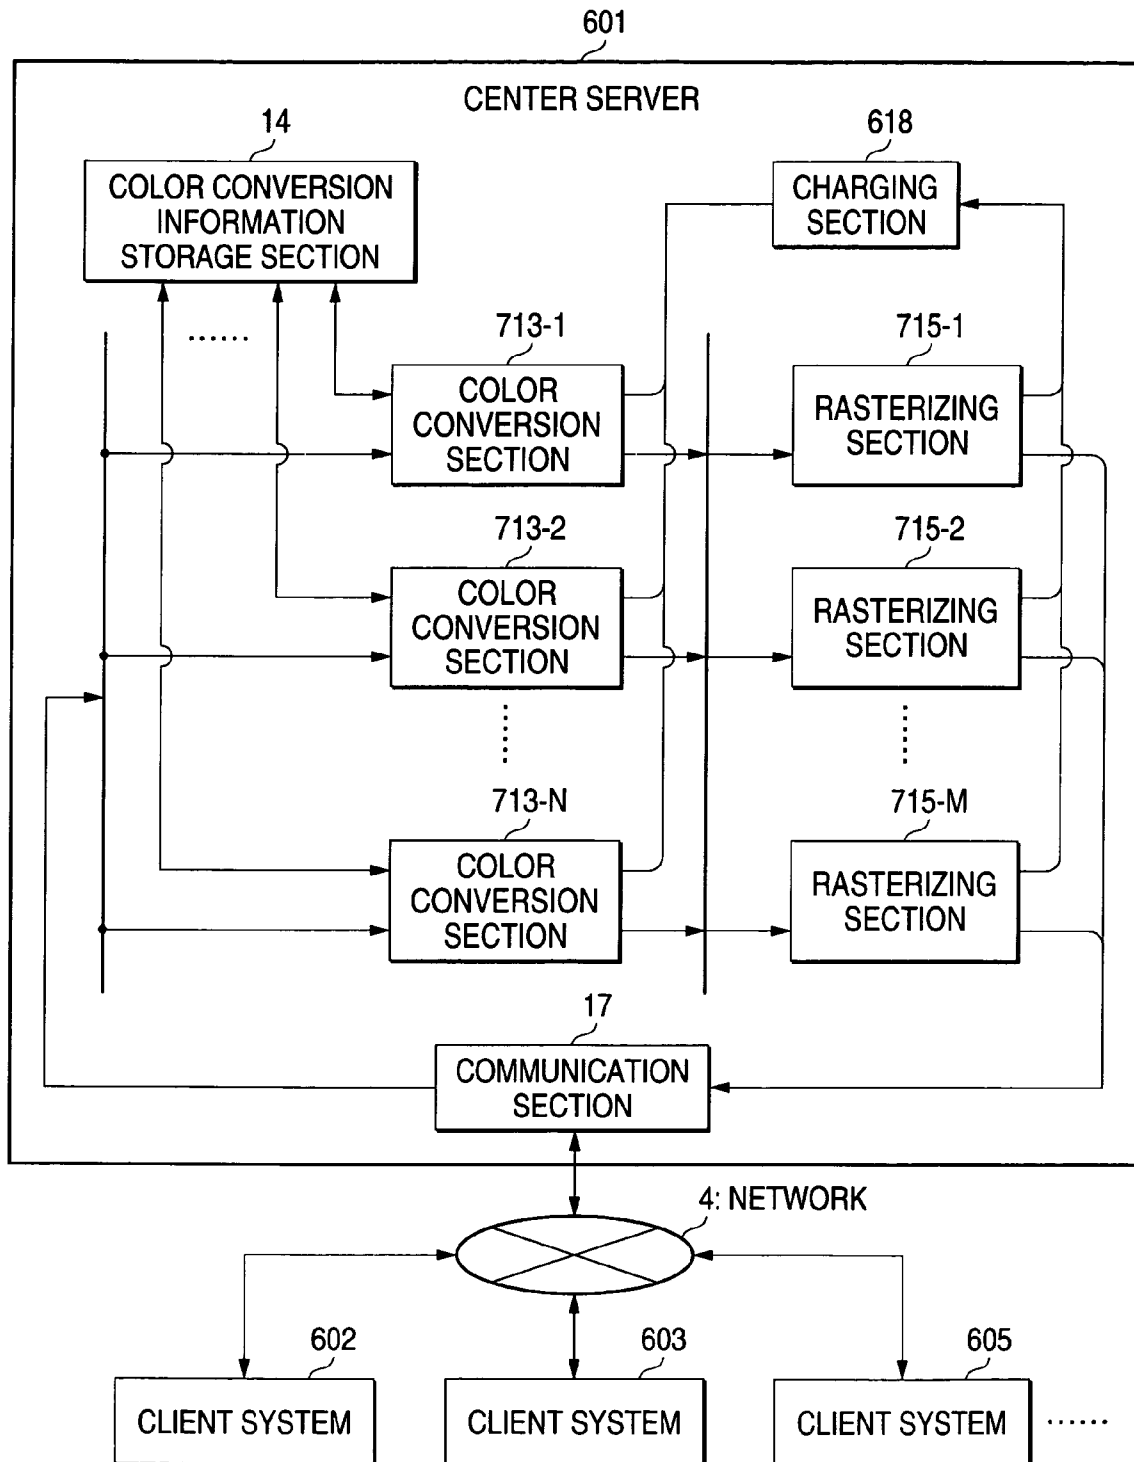 601
CENTER SERVER
14
COLOR CONVERSION
INFORMATION
STORAGE SECTION
618
CHARGING
SECTION
......
713-1
COLOR
CONVERSION
SECTION
715-1
RASTERIZING
SECTION
713-2
COLOR
CONVERSION
SECTION
715-2
RASTERIZING
SECTION
713-N
COLOR
CONVERSION
SECTION
715-M
RASTERIZING
SECTION
17
COMMUNICATION
SECTION
4: NETWORK
602
CLIENT SYSTEM
603
CLIENT SYSTEM
605
CLIENT SYSTEM
......